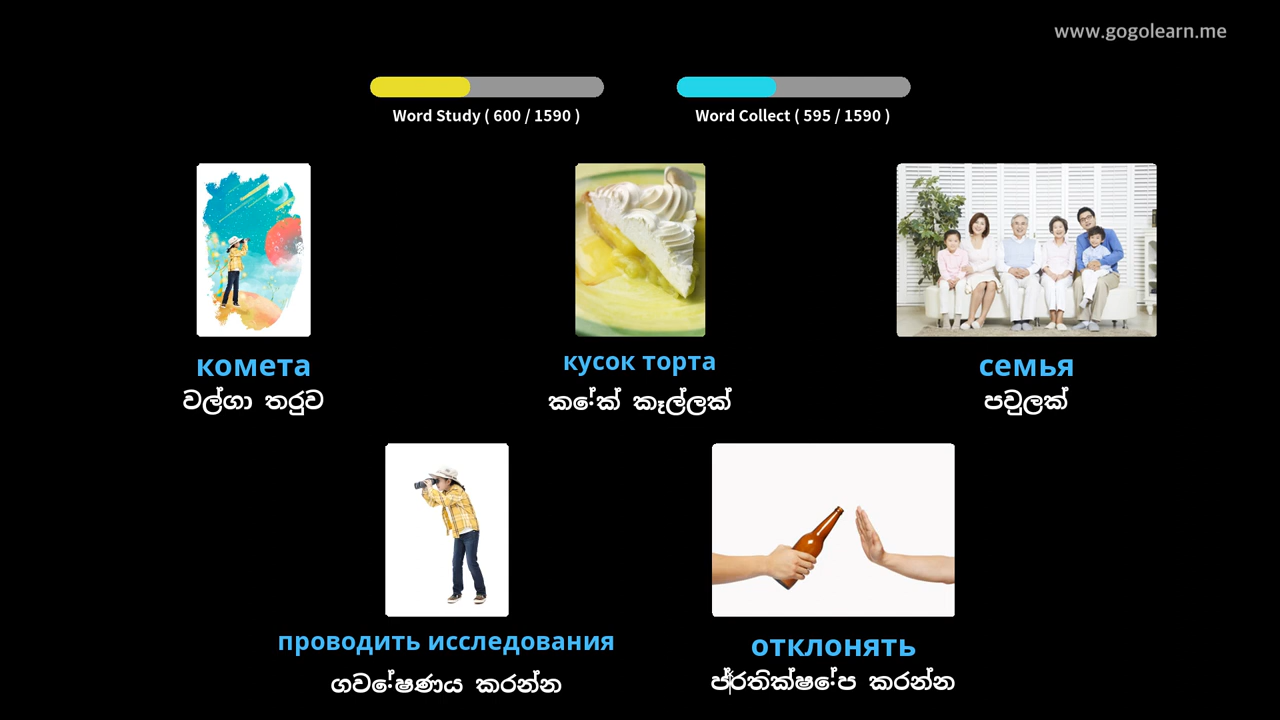 www.gogolearn.me
Word Study ( 600 / 1590 )
Word Collect ( 595 / 1590 )
комета
වල්ගා තරුව
кусок торта
කේක් කෑල්ලක්
семья
පවුලක්
проводить исследования
ගවේෂණය කරන්න
отклонять
ප්රතික්ෂේප කරන්න